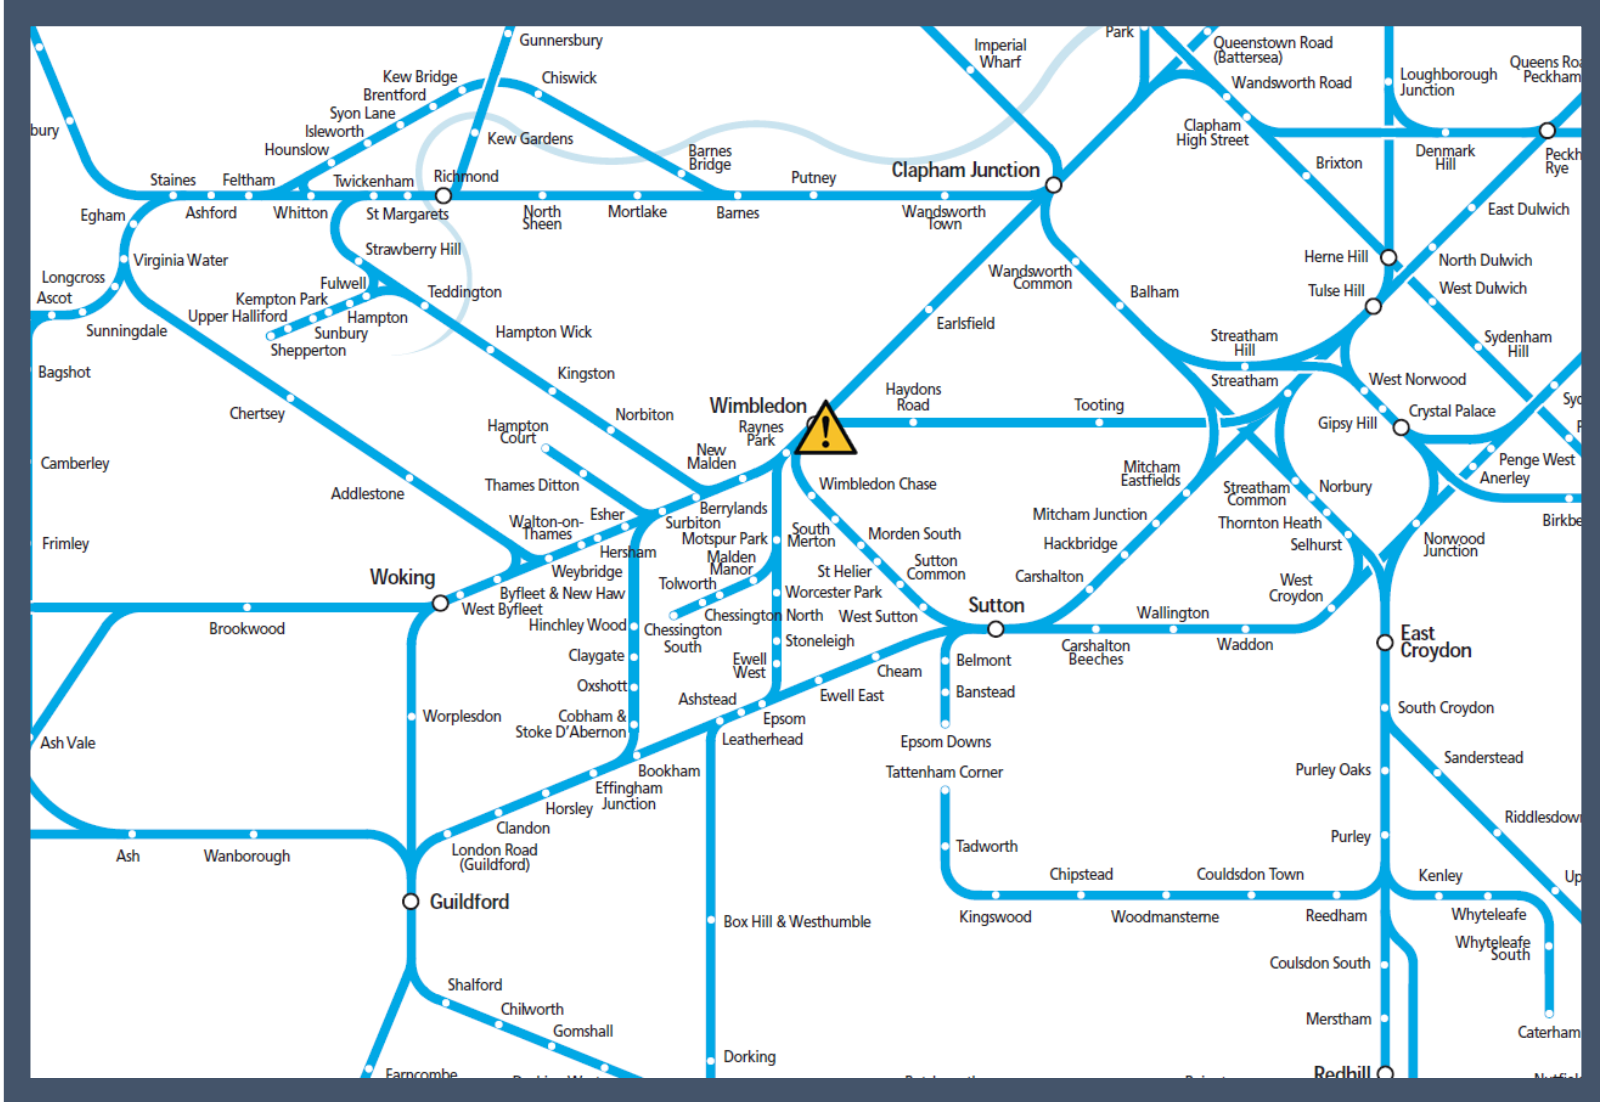 Gunnersbury
Imperial
Wharf
Park
Queenstown Road
(Battersea)
Wandsworth Road
Loughborough
Junction
Queens Roa
Peckham
Kew Bridge
Chiswick
Brentford
Syon Lane
Isleworth
Hounslow
bury
Kew Gardens
Barnes
Bridge
Clapham
High Street
Brixton
Denmark
Hill
Peckh
Rye
Staines
Feltham
Twickenham
Richmond
Putney
Clapham Junction
Egham
Ashford
Whitton
St Margarets
North
Sheen
Mortlake
Barnes
Wandsworth
Town
East Dulwich
Virginia Water
Strawberry Hill
Herne Hill
North Dulwich
Longcross
Ascot
Fulwell
Kempton Park
Upper Halliford
Teddington
Wandsworth
Common
Balham
Tulse Hill
West Dulwich
Sunningdale
Hampton
Sunbury
Shepperton
Hampton Wick
Earlsfield
Streatham
Hill
Sydenham
Hill
Bagshot
Kingston
Streatham
West Norwood
Chertsey
Norbiton
Wimbledon
Haydons
Road
Tooting
Gipsy Hill
Crystal Palace
Syd
P
Hampton
Court
Raynes
Park
New
Malden
Camberley
Addlestone
Thames Ditton
Wimbledon Chase
Mitcham
Eastfields
Streatham
Common
Norbury
Penge West
Anerley
Birkbe
Frimley
Walton-on-
Thames
Esher
Berrylands
Surbiton
Motspur Park
South
Merton
Morden South
Mitcham Junction
Thornton Heath
Selhurst
Norwood
Junction
Hersham
Malden
Manor
Hackbridge
Woking
Weybridge
Tolworth
St Helier
Sutton
Common
Carshalton
West
Croydon
Byfleet & New Haw
West Byfleet
Worcester Park
West Sutton
Sutton
Wallington
Brookwood
Hinchley Wood
Chessington North
Chessington
South
Stoneleigh
Carshalton
Beeches
Waddon
East
Croydon
Claygate
Ewell
West
Cheam
Belmont
Oxshott
Ashstead
Ewell East
Banstead
Worplesdon
Cobham &
Stoke D'Abernon
Epsom
Leatherhead
South Croydon
Ash Vale
Epsom Downs
Bookham
Tattenham Corner
Purley Oaks
Sanderstead
Effingham
Junction
Horsley
Clandon
Riddlesdown
Ash
Wanborough
London Road
(Guildford)
Tadworth
Purley
Chipstead
Couldsdon Town
Kenley
Up
Guildford
Box Hill & Westhumble
Kingswood
Woodmansterne
Reedham
Whyteleafe
Whyteleafe
South
Coulsdon South
Shalford
Chilworth
Gomshall
Merstham
Caterham
Dorking
Farncombe
Redhill